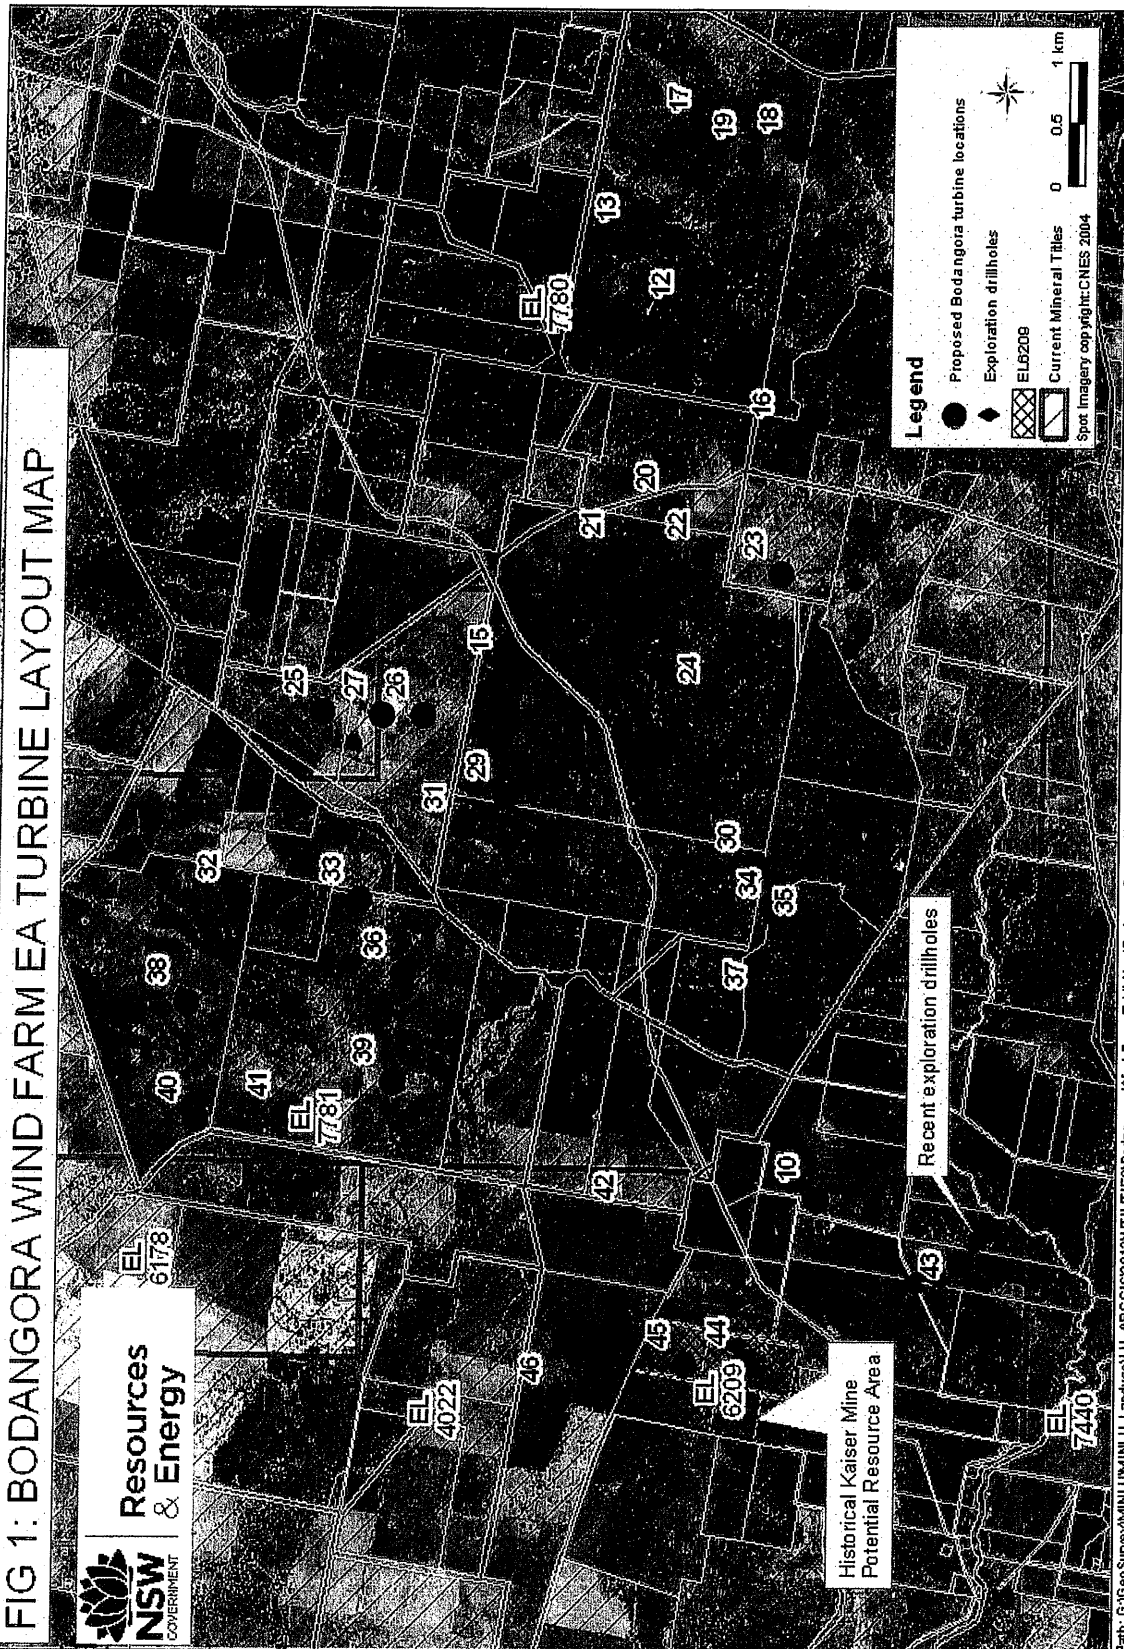 FIG 1: BODANGORA WIND FARM EA TURBINE LAYOUT MAP
NSW
GOVERNMENT
Resources
& Energy
EL
6178
40
38
32
41
EL
7781
39
36
33
25
27
26
31
29
15
EL
4022
46
42
45
44
EL
6209
10
37
35
34
30
24
21
20
22
23
16
EL
7780
12
13
17
19
18
43
EL
7440
Historical Kaiser Mine
Potential Resource Area
Recent exploration drillholes
Legend
Proposed Bodangora turbine locations
Exploration drillholes
EL6209
Current Mineral Titles
Spot Imagery copyright:CNES 2004
0
0.5
1 km